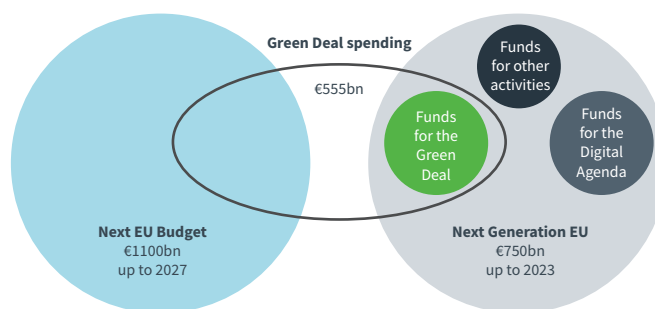 Green Deal spending
€555bn
Funds
for other
activities
Funds
for the
Green
Deal
Funds
for the
Digital
Agenda
Next EU Budget
€1100bn
up to 2027
Next Generation EU
€750bn
up to 2023